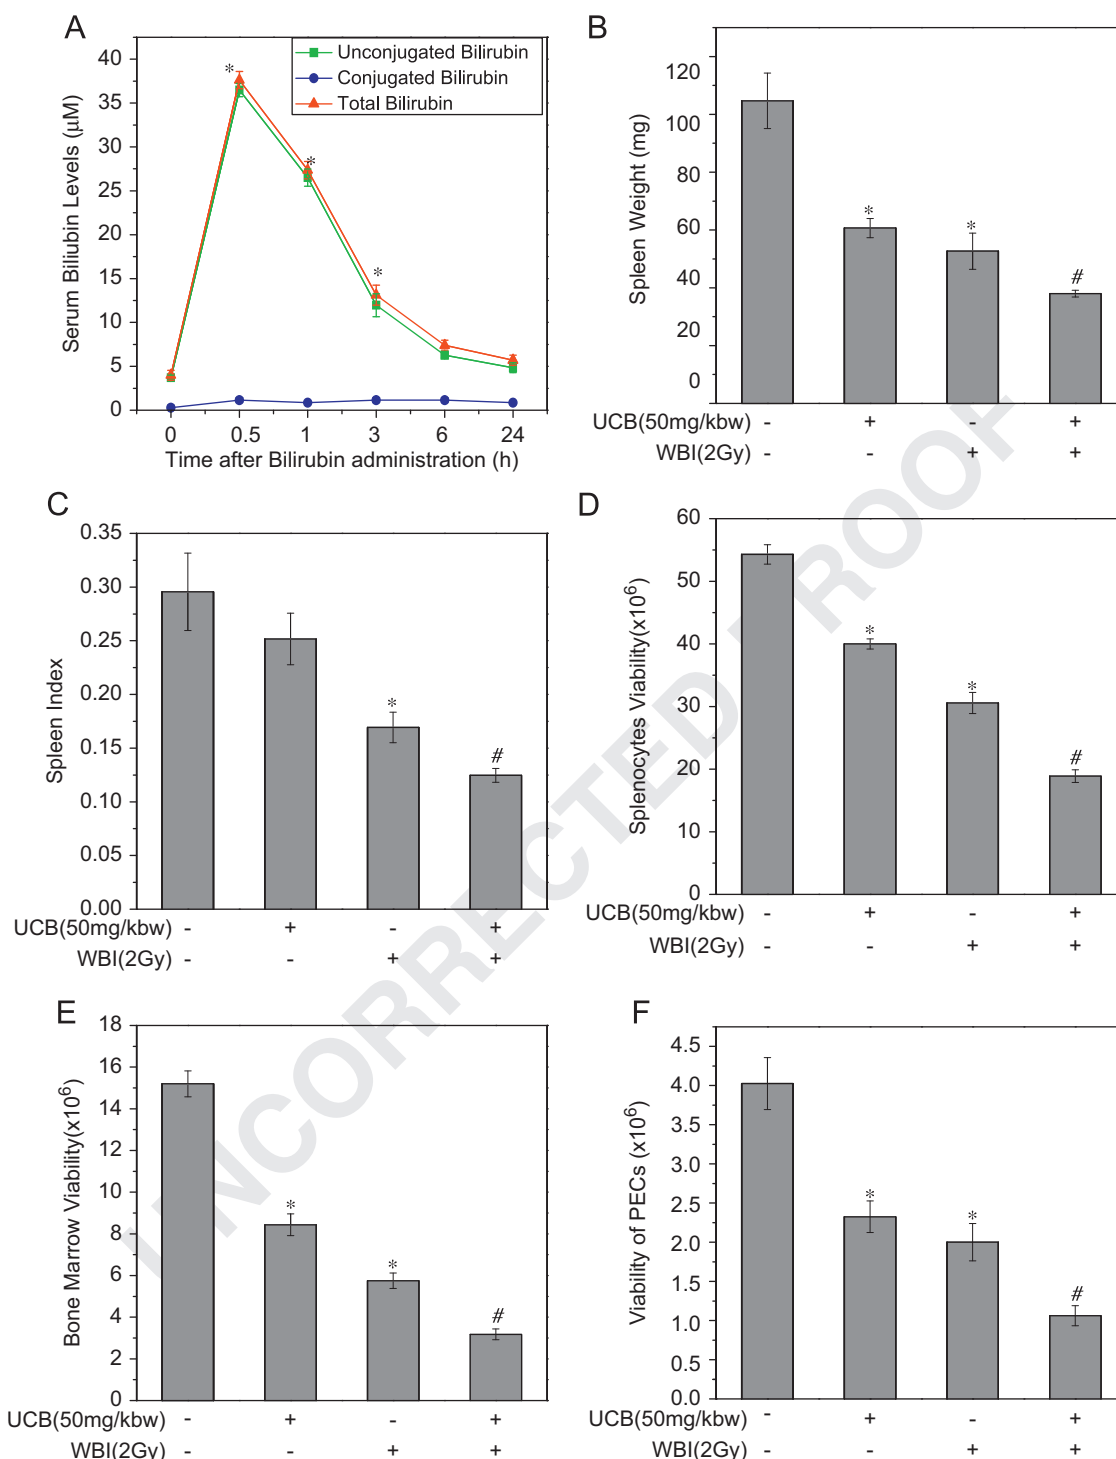 A
Unconjugated Bilirubin
Conjugated Bilirubin
Total Bilirubin
Serum Biliubin Levels (µM)
40
35
30
25
20
15
10
5
0
*
*
*
0 0.5 1 3 6 24
Time after Bilirubin administration (h)
B
Spleen Weight (mg)
120
100
80
60
40
20
0
*
*
#
UCB(50mg/kbw) - + - +
WBI(2Gy) - - + +
C
Spleen Index
0.35
0.30
0.25
0.20
0.15
0.10
0.05
0.00
*
#
UCB(50mg/kbw) - + - +
WBI(2Gy) - - + +
D
Splenocytes Viability(x10⁶)
60
50
40
30
20
10
0
*
*
#
UCB(50mg/kbw) - + - +
WBI(2Gy) - - + +
E
Bone Marrow Viability(x10⁶)
18
16
14
12
10
8
6
4
2
0
*
*
#
UCB(50mg/kbw) - + - +
WBI(2Gy) - - + +
F
Viability of PECs (x10⁶)
4.5
4.0
3.5
3.0
2.5
2.0
1.5
1.0
0.5
0.0
*
*
#
UCB(50mg/kbw) - + - +
WBI(2Gy) - - + +
UNCORRECTED PROOF